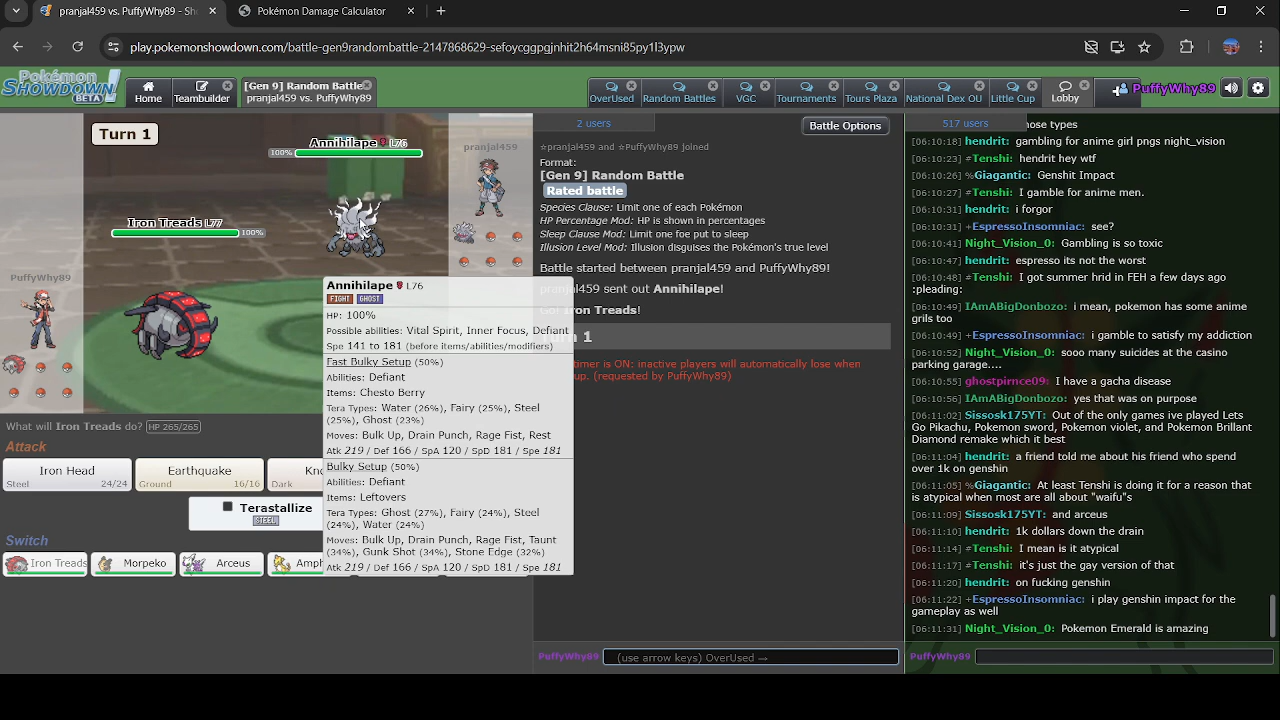 pranjal459 vs. PuffyWhy89 - Sho
Pokémon Damage Calculator
play.pokemonshowdown.com/battle-gen9randombattle-2147868629-sefoycggpgjnhit2h64msni85py1l3ypw
Pokémon
SHOWDOWN!
BETA
Home
Teambuilder
[Gen 9] Random Battle
pranjal459 vs. PuffyWhy89
OverUsed
Random Battles
VGC
Tournaments
Tours Plaza
National Dex OU
Little Cup
Lobby
PuffyWhy89
Turn 1
Annihilape L76
100%
pranjal459
Iron Treads L77
100%
PuffyWhy89
Annihilape L76
FIGHT GHOST
HP: 100%
Possible abilities: Vital Spirit, Inner Focus, Defiant
Spe 141 to 181 (before items/abilities/modifiers)
Fast Bulky Setup (50%)
Abilities: Defiant
Items: Chesto Berry
Tera Types: Water (26%), Fairy (25%), Steel
(25%), Ghost (23%)
Moves: Bulk Up, Drain Punch, Rage Fist, Rest
Atk 219 / Def 166 / SpA 120 / SpD 181 / Spe 181
Bulky Setup (50%)
Abilities: Defiant
Items: Leftovers
Tera Types: Ghost (27%), Fairy (24%), Steel
(24%), Water (24%)
Moves: Bulk Up, Drain Punch, Rage Fist, Taunt
(34%), Gunk Shot (34%), Stone Edge (32%)
Atk 219 / Def 166 / SpA 120 / SpD 181 / Spe 181
What will Iron Treads do? HP 265/265
Attack
Iron Head
Steel 24/24
Earthquake
Ground 16/16
Kno
Dark
Terastallize
STEEL
Switch
Iron Treads
Morpeko
Arceus
Amph
2 users
Battle Options
☆pranjal459 and ☆PuffyWhy89 joined
Format:
[Gen 9] Random Battle
Rated battle
Species Clause: Limit one of each Pokémon
HP Percentage Mod: HP is shown in percentages
Sleep Clause Mod: Limit one foe put to sleep
Illusion Level Mod: Illusion disguises the Pokémon's true level
Battle started between pranjal459 and PuffyWhy89!
pranjal459 sent out Annihilape!
Go! Iron Treads!
Turn 1
timer is ON: inactive players will automatically lose when
up. (requested by PuffyWhy89)
PuffyWhy89: (use arrow keys) OverUsed →
517 users
those types
[06:10:18] hendrit: gambling for anime girl pngs night_vision
[06:10:23] #Tenshi: hendrit hey wtf
[06:10:26] %Giagantic: Genshit Impact
[06:10:31] #Tenshi: I gamble for anime men.
[06:10:31] hendrit: i forgor
[06:10:31] +EspressoInsomniac: see?
[06:10:41] Night_Vision_0: Gambling is so toxic
[06:10:47] hendrit: espresso its not the worst
[06:10:48] #Tenshi: I got summer hrid in FEH a few days ago
:pleading:
[06:10:49] IAmABigDonbozo: i mean, pokemon has some anime
grils too
[06:10:49] +EspressoInsomniac: i gamble to satisfy my addiction
[06:10:52] Night_Vision_0: sooo many suicides at the casino
parking garage....
[06:10:55] ghostpirnce09: I have a gacha disease
[06:10:56] IAmABigDonbozo: yes that was on purpose
[06:11:02] Sissosk175YT: Out of the only games ive played Lets
Go Pikachu, Pokemon sword, Pokemon violet, and Pokemon Brillant
Diamond remake which it best
[06:11:04] hendrit: a friend told me about his friend who spend
over 1k on genshin
[06:11:05] %Giagantic: At least Tenshi is doing it for a reason that
is atypical when most are all about "waifu"s
[06:11:09] Sissosk175YT: and arceus
[06:11:10] hendrit: 1k dollars down the drain
[06:11:14] #Tenshi: I mean is it atypical
[06:11:17] #Tenshi: it's just the gay version of that
[06:11:20] hendrit: on fucking genshin
[06:11:22] +EspressoInsomniac: i play genshin impact for the
gameplay as well
[06:11:31] Night_Vision_0: Pokemon Emerald is amazing
PuffyWhy89: